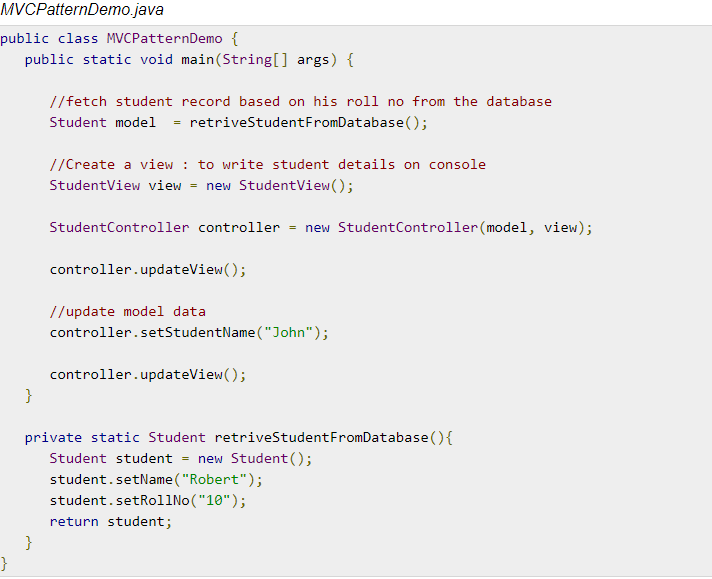 MVCPatternDemo.java
public class MVCPatternDemo {
   public static void main(String[] args) {

      //fetch student record based on his roll no from the database
      Student model  = retriveStudentFromDatabase();

      //Create a view : to write student details on console
      StudentView view = new StudentView();

      StudentController controller = new StudentController(model, view);

      controller.updateView();

      //update model data
      controller.setStudentName("John");

      controller.updateView();
   }

   private static Student retriveStudentFromDatabase(){
      Student student = new Student();
      student.setName("Robert");
      student.setRollNo("10");
      return student;
   }
}